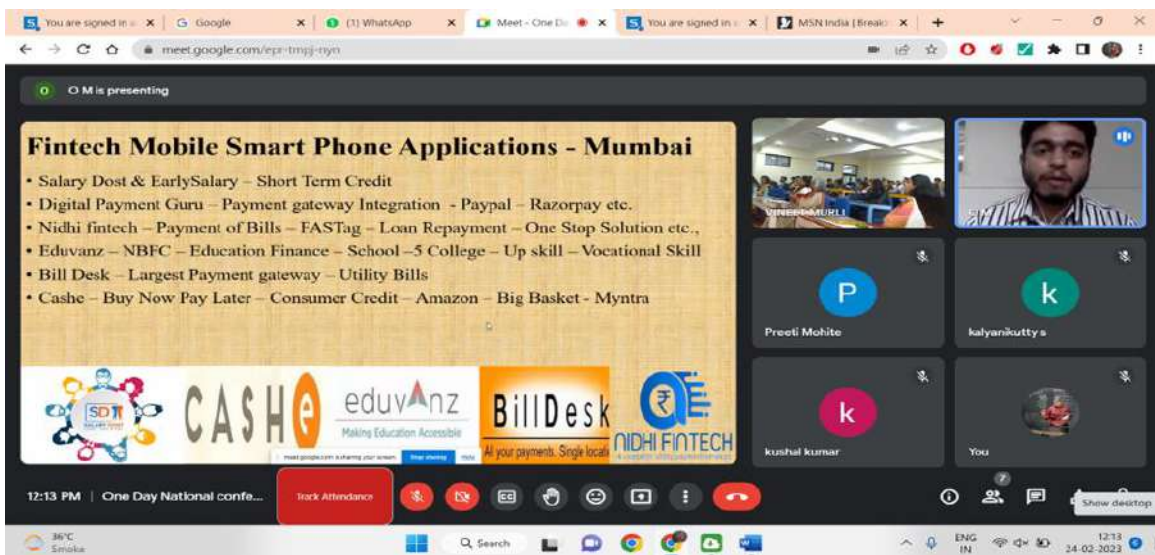 You are signed in
Google
(1) WhatsApp
Meet - One D
You are signed in
MSN India | Break
meet.google.com/epr-tmpj-nyn
O
O M is presenting
Fintech Mobile Smart Phone Applications - Mumbai
• Salary Dost & EarlySalary – Short Term Credit
• Digital Payment Guru – Payment gateway Integration - Paypal – Razorpay etc.
• Nidhi fintech – Payment of Bills – FASTag – Loan Repayment – One Stop Solution etc.,
• Eduvanz – NBFC – Education Finance – School –5 College – Up skill – Vocational Skill
• Bill Desk – Largest Payment gateway – Utility Bills
• Cashe – Buy Now Pay Later – Consumer Credit – Amazon – Big Basket - Myntra
SD
CASHe
eduvAnz
Making Education Accessible
BillDesk
All your payments. Single locati
NIDHI FINTECH
meet.google.com is sharing your screen.
Stop sharing
Hide
VINEET MURLI
P
Preeti Mohite
k
kalyanikutty s
k
kushal kumar
You
12:13 PM | One Day National confe...
Track Attendance
7
Show desktop
36°C
Smoke
Search
ENG
IN
12:13
24-02-2023